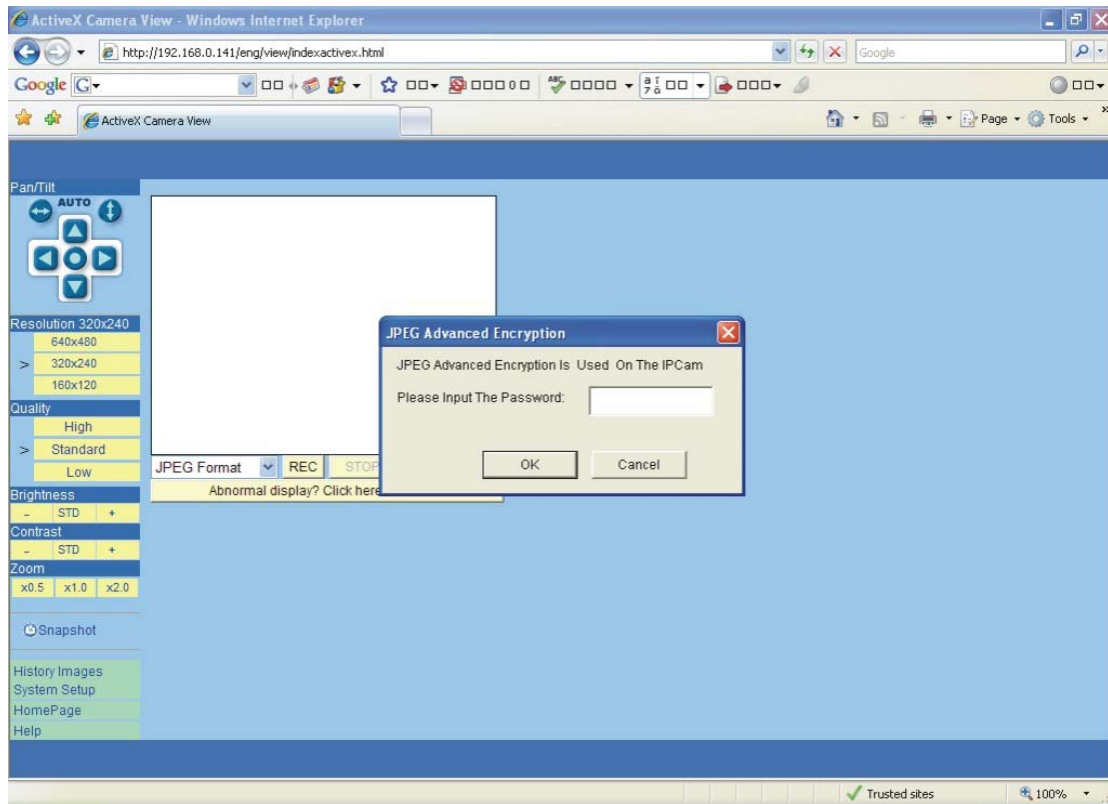 ActiveX Camera View - Windows Internet Explorer
http://192.168.0.141/eng/view/indexactivex.html
Google
Google G
ActiveX Camera View
Page Tools
Pan/Tilt
AUTO
Resolution 320x240
640x480
> 320x240
160x120
Quality
High
> Standard
Low
Brightness
- STD +
Contrast
- STD +
Zoom
x0.5 x1.0 x2.0
Snapshot
History Images
System Setup
HomePage
Help
JPEG Format REC STOP
Abnormal display? Click here
JPEG Advanced Encryption
JPEG Advanced Encryption Is Used On The IPCam
Please Input The Password:
OK Cancel
Trusted sites 100%